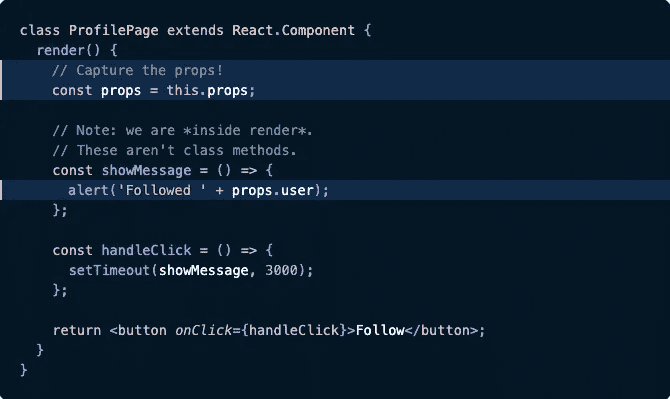 class ProfilePage extends React.Component {
  render() {
    // Capture the props!
    const props = this.props;

    // Note: we are *inside render*.
    // These aren't class methods.
    const showMessage = () => {
      alert('Followed ' + props.user);
    };

    const handleClick = () => {
      setTimeout(showMessage, 3000);
    };

    return <button onClick={handleClick}>Follow</button>;
  }
}